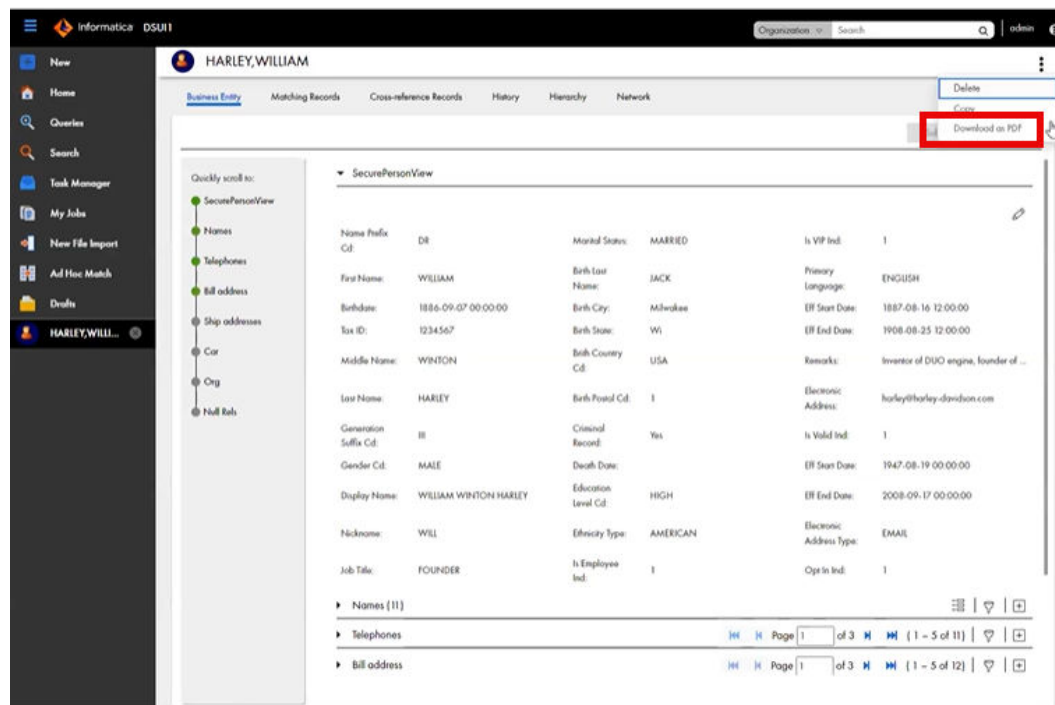 Informatica DSUI1
Organization Search admin
New
Home
Queries
Search
Task Manager
My Jobs
New File Import
Ad Hoc Match
Drafts
HARLEY,WILLI...
HARLEY,WILLIAM
Business Entity Matching Records Cross-reference Records History Hierarchy Network
Delete
Copy
Download as PDF
Quickly scroll to:
SecurePersonView
Names
Telephones
Bill address
Ship addresses
Car
Org
Null Rels
SecurePersonView
Name Prefix Cd: DR Marital Status: MARRIED Is VIP Ind: 1
First Name: WILLIAM Birth Last Name: JACK Primary Language: ENGLISH
Birthdate: 1886-09-07 00:00:00 Birth City: Milwakee Eff Start Date: 1887-08-16 12:00:00
Tax ID: 1234567 Birth State: Wi Eff End Date: 1908-08-25 12:00:00
Middle Name: WINTON Birth Country Cd: USA Remarks: Inventor of DUO engine, founder of ...
Last Name: HARLEY Birth Postal Cd: 1 Electronic Address: harley@harley-davidson.com
Generation Suffix Cd: III Criminal Record: Yes Is Valid Ind: 1
Gender Cd: MALE Death Date: Eff Start Date: 1947-08-19 00:00:00
Display Name: WILLIAM WINTON HARLEY Education Level Cd: HIGH Eff End Date: 2008-09-17 00:00:00
Nickname: WILL Ethnicity Type: AMERICAN Electronic Address Type: EMAIL
Job Title: FOUNDER Is Employee Ind: 1 Opt In Ind: 1
Names (11)
Telephones Page 1 of 3 (1 – 5 of 11)
Bill address Page 1 of 3 (1 – 5 of 12)